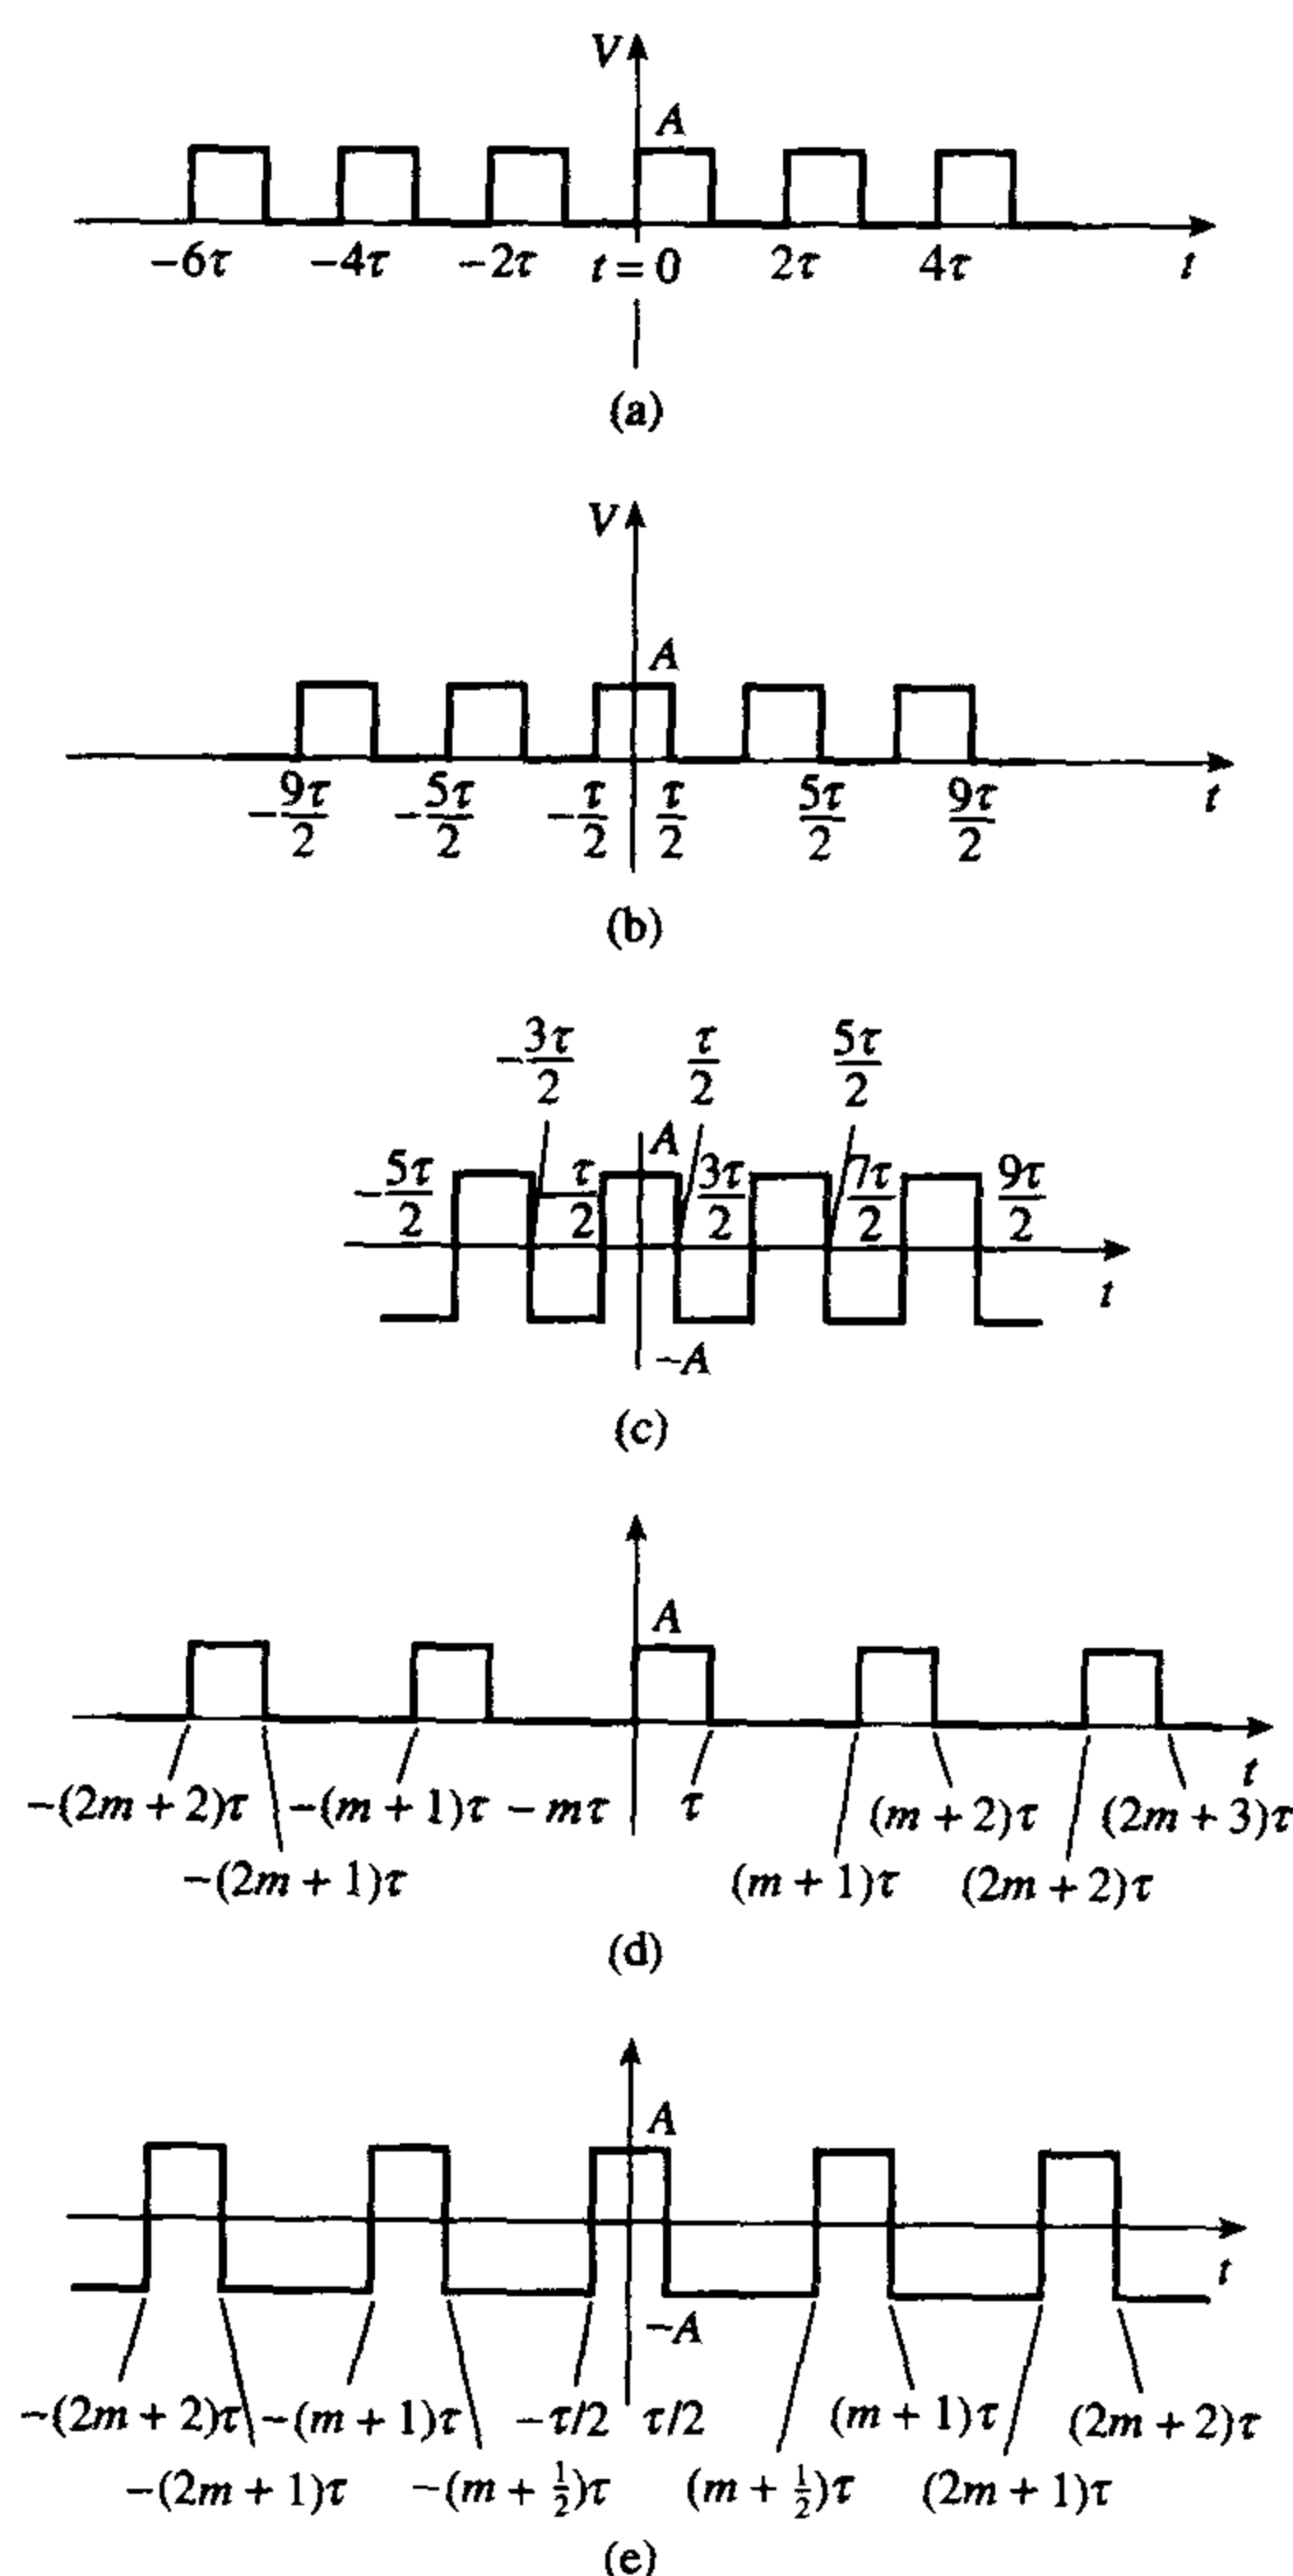 V
A
−6τ −4τ −2τ t = 0 2τ 4τ t
(a)
V
A
−9τ/2 −5τ/2 −τ/2 τ/2 5τ/2 9τ/2 t
(b)
−3τ/2 τ/2 5τ/2
A
−5τ/2 −τ/2 3τ/2 7τ/2 9τ/2
t
−A
(c)
A
t
−(2m + 2)τ −(m + 1)τ −mτ τ (m + 2)τ (2m + 3)τ
−(2m + 1)τ (m + 1)τ (2m + 2)τ
(d)
A
t
−A
−(2m + 2)τ −(m + 1)τ −τ/2 τ/2 (m + 1)τ (2m + 2)τ
−(2m + 1)τ −(m + 1/2)τ (m + 1/2)τ (2m + 1)τ
(e)